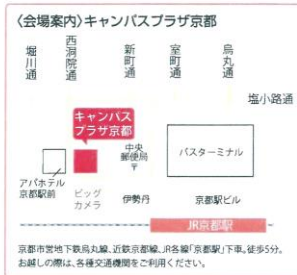 〈会場案内〉キャンパスプラザ京都
堀川通
西洞院通
新町通
室町通
烏丸通
塩小路通
キャンパス
プラザ京都
中央
郵便局
〒
バスターミナル
アパホテル
京都駅前
ビッグ
カメラ
伊勢丹
京都駅ビル
JR京都駅
京都市営地下鉄烏丸線、近鉄京都線、JR各線「京都駅」下車。徒歩5分。
お越しの際は、各種交通機関をご利用ください。